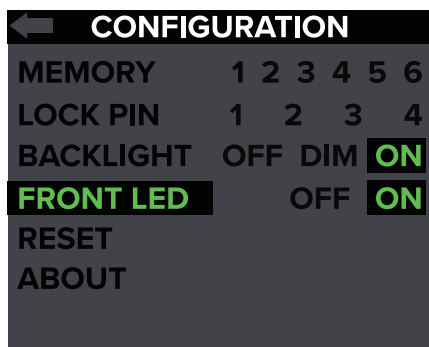 CONFIGURATION
MEMORY 1 2 3 4 5 6
LOCK PIN 1 2 3 4
BACKLIGHT OFF DIM ON
FRONT LED OFF ON
RESET
ABOUT